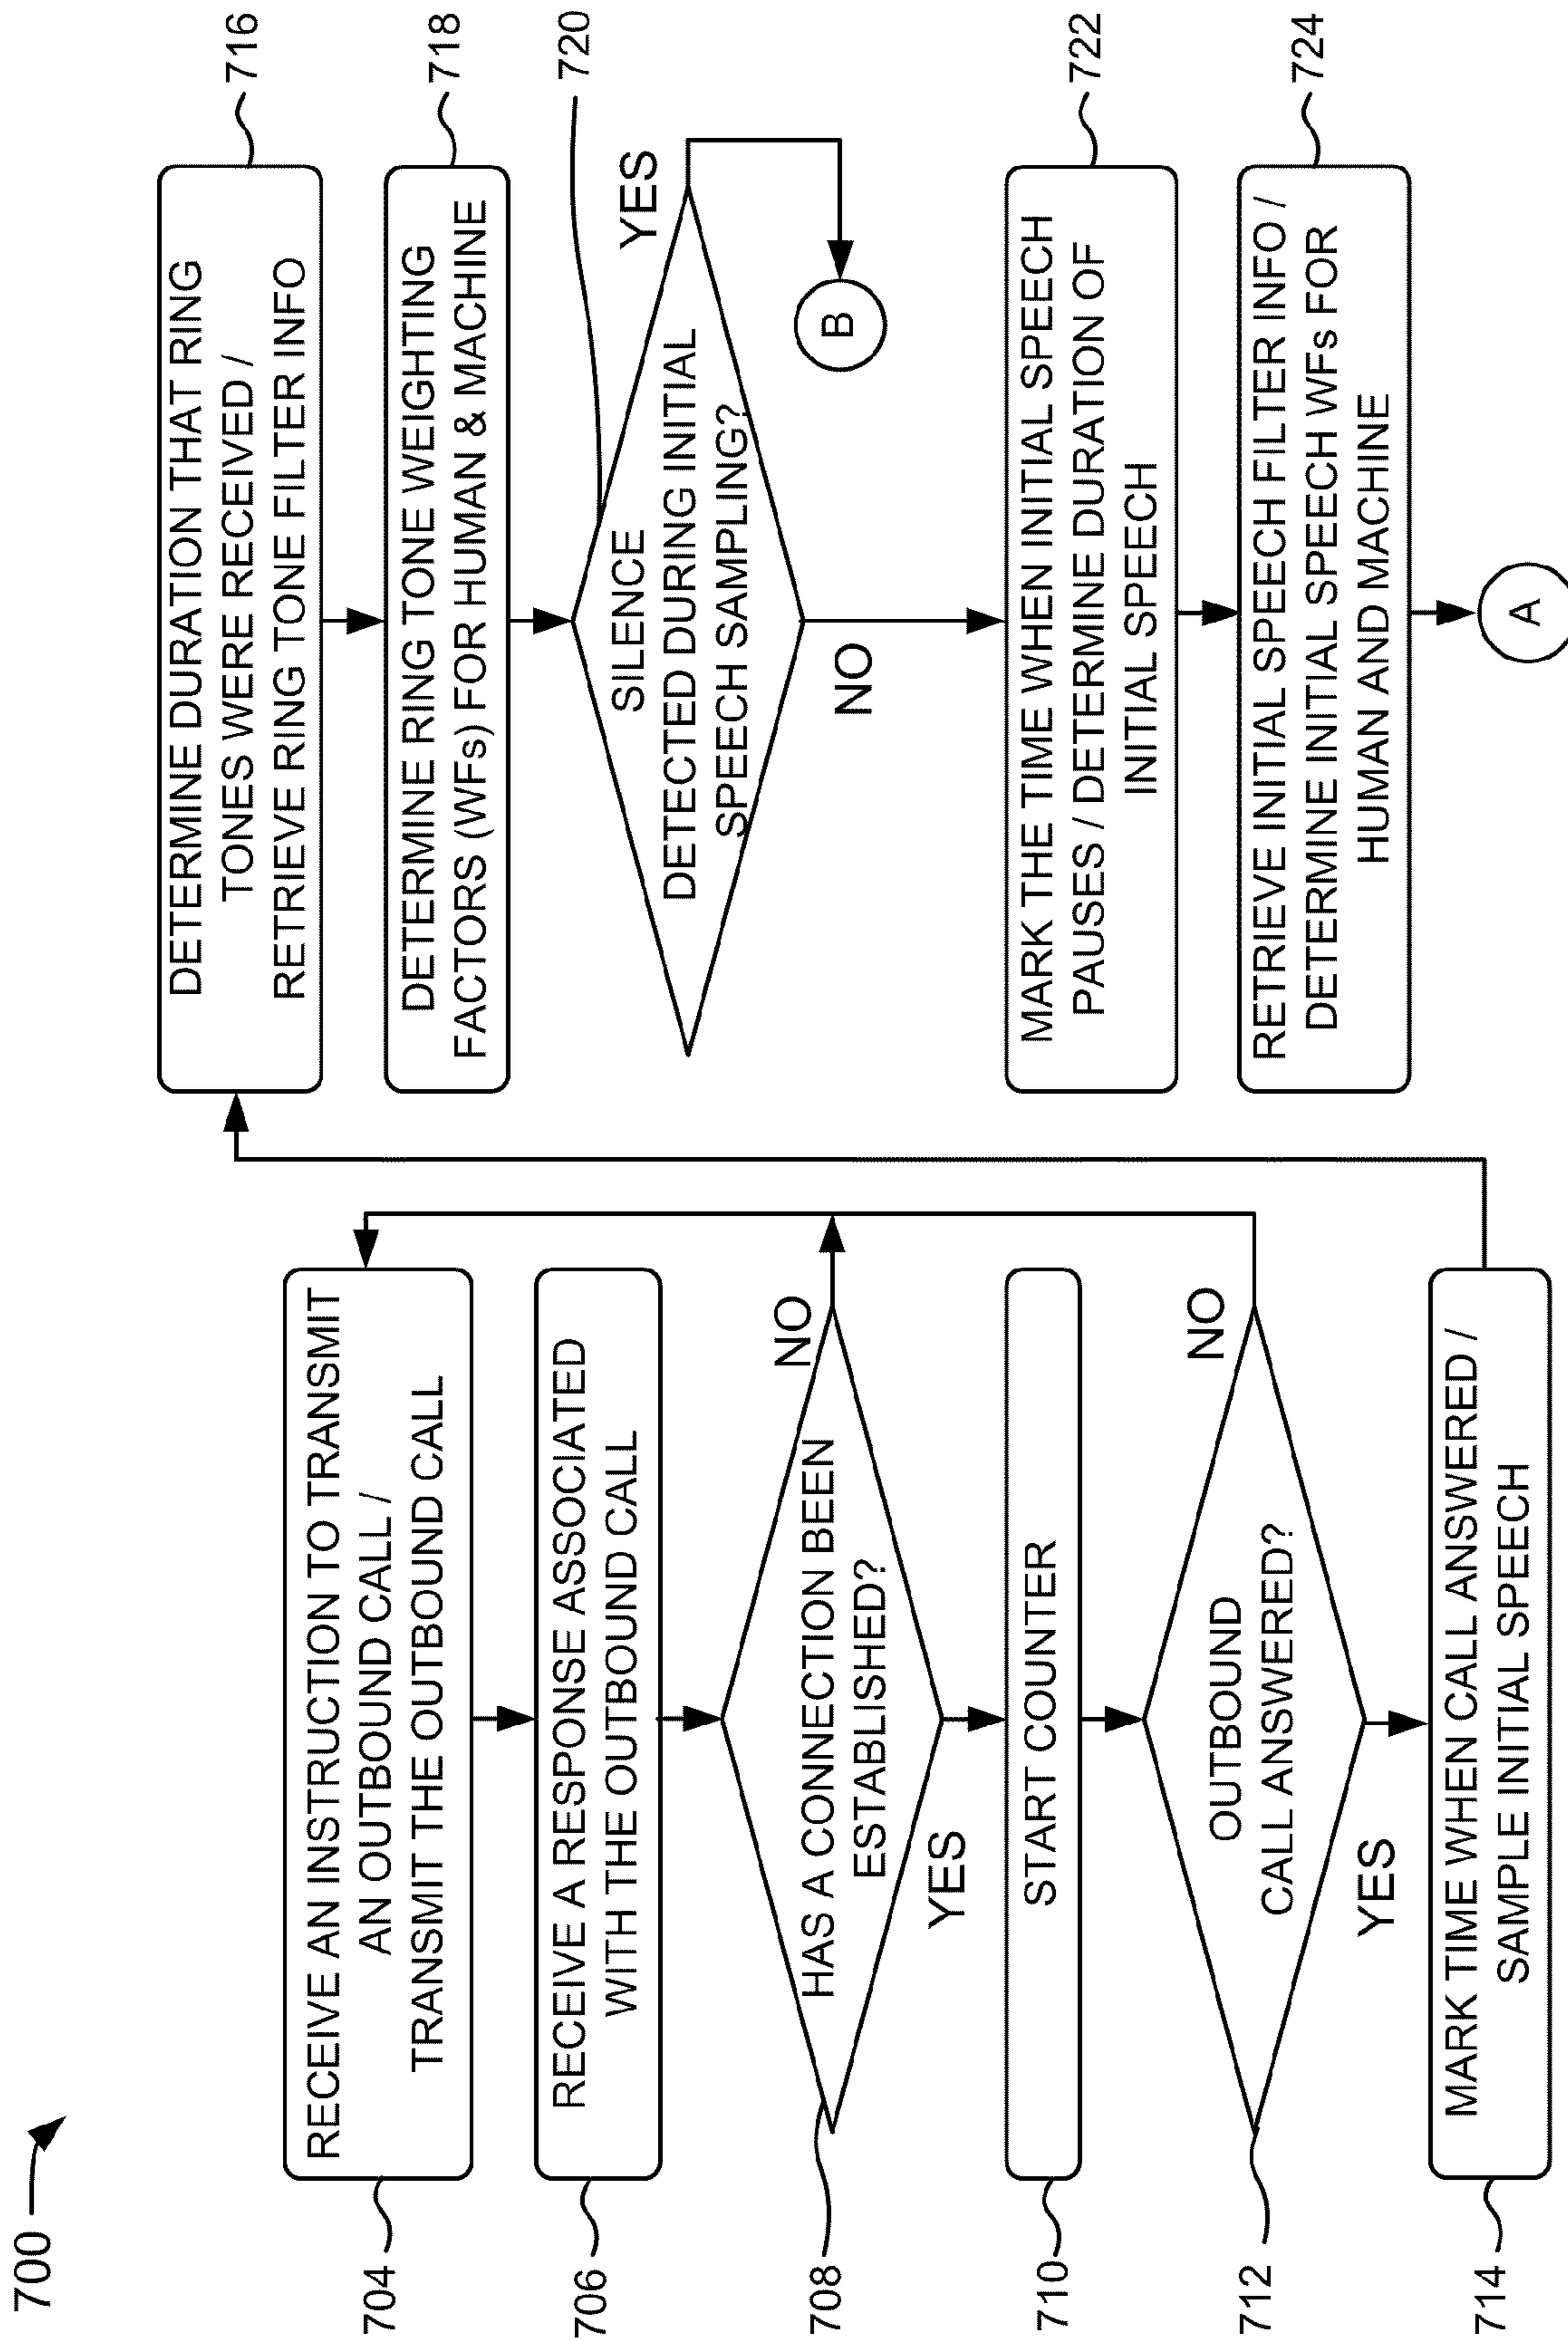 700
704
RECEIVE AN INSTRUCTION TO TRANSMIT
AN OUTBOUND CALL /
TRANSMIT THE OUTBOUND CALL
706
RECEIVE A RESPONSE ASSOCIATED
WITH THE OUTBOUND CALL
708
HAS A CONNECTION BEEN
ESTABLISHED?
NO
YES
710
START COUNTER
712
OUTBOUND
CALL ANSWERED?
NO
YES
714
MARK TIME WHEN CALL ANSWERED /
SAMPLE INITIAL SPEECH
716
DETERMINE DURATION THAT RING
TONES WERE RECEIVED /
RETRIEVE RING TONE FILTER INFO
718
DETERMINE RING TONE WEIGHTING
FACTORS (WFs) FOR HUMAN & MACHINE
720
SILENCE
DETECTED DURING INITIAL
SPEECH SAMPLING?
YES
B
NO
722
MARK THE TIME WHEN INITIAL SPEECH
PAUSES / DETERMINE DURATION OF
INITIAL SPEECH
724
RETRIEVE INITIAL SPEECH FILTER INFO /
DETERMINE INITIAL SPEECH WFs FOR
HUMAN AND MACHINE
A